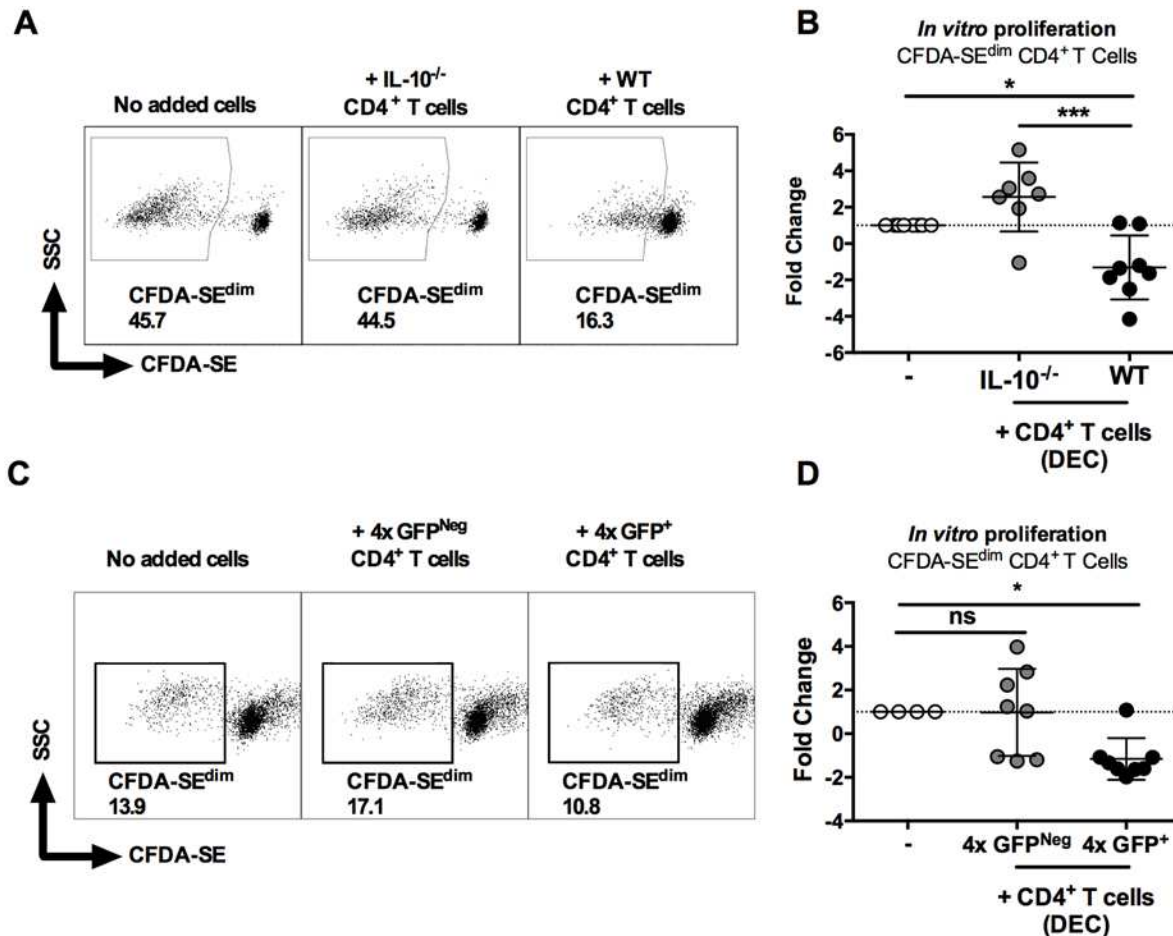 A
No added cells
+ IL-10-/-
CD4+ T cells
+ WT
CD4+ T cells
SSC
CFDA-SEdim
45.7
CFDA-SEdim
44.5
CFDA-SEdim
16.3
CFDA-SE
B
In vitro proliferation
CFDA-SEdim CD4+ T Cells
*
***
Fold Change
6
4
2
0
-2
-4
-6
-
IL-10-/-
WT
+ CD4+ T cells
(DEC)
C
No added cells
+ 4x GFPNeg
CD4+ T cells
+ 4x GFP+
CD4+ T cells
SSC
CFDA-SEdim
13.9
CFDA-SEdim
17.1
CFDA-SEdim
10.8
CFDA-SE
D
In vitro proliferation
CFDA-SEdim CD4+ T Cells
*
ns
Fold Change
6
4
2
0
-2
-4
-
4x GFPNeg
4x GFP+
+ CD4+ T cells
(DEC)